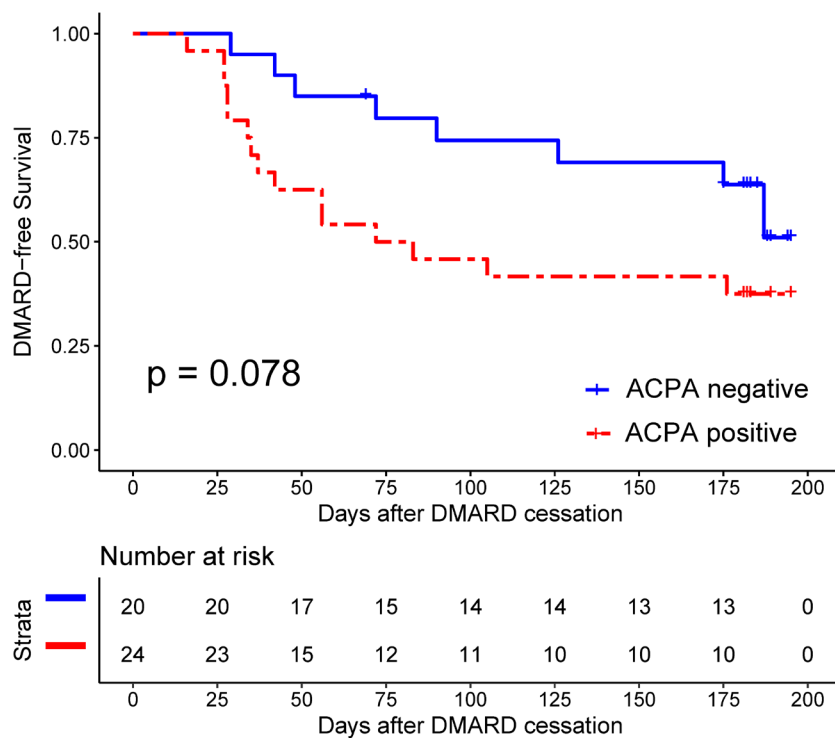 DMARD−free Survival
1.00
0.75
0.50
0.25
0.00
p = 0.078
ACPA negative
ACPA positive
0 25 50 75 100 125 150 175 200
Days after DMARD cessation
Number at risk
Strata
20 20 17 15 14 14 13 13 0
24 23 15 12 11 10 10 10 0
0 25 50 75 100 125 150 175 200
Days after DMARD cessation